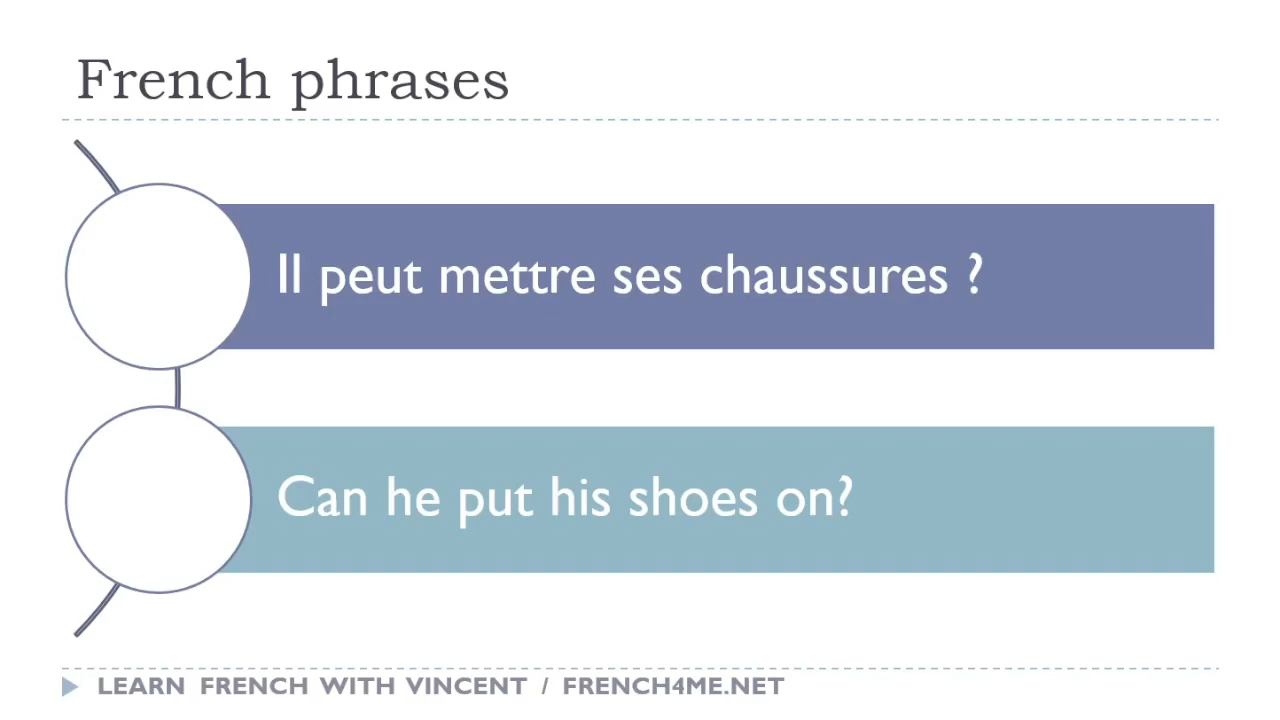 French phrases
Il peut mettre ses chaussures ?
Can he put his shoes on?
LEARN FRENCH WITH VINCENT / FRENCH4ME.NET